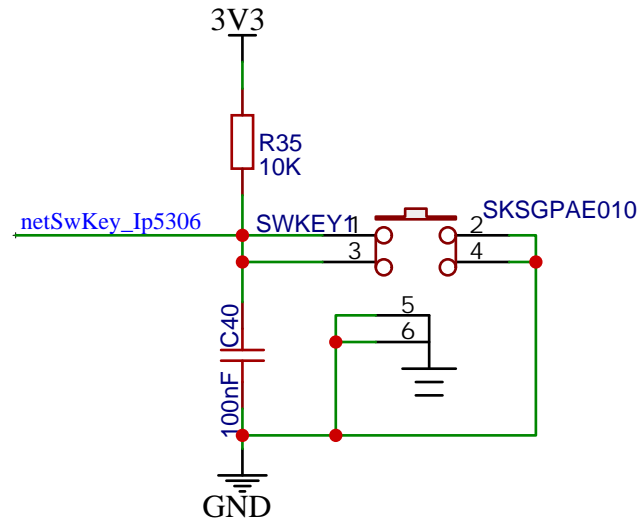 3V3
R35
10K
netSwKey_Ip5306
SWKEY1
SKSGPAE010
1
2
3
4
C40
100nF
5
6
GND